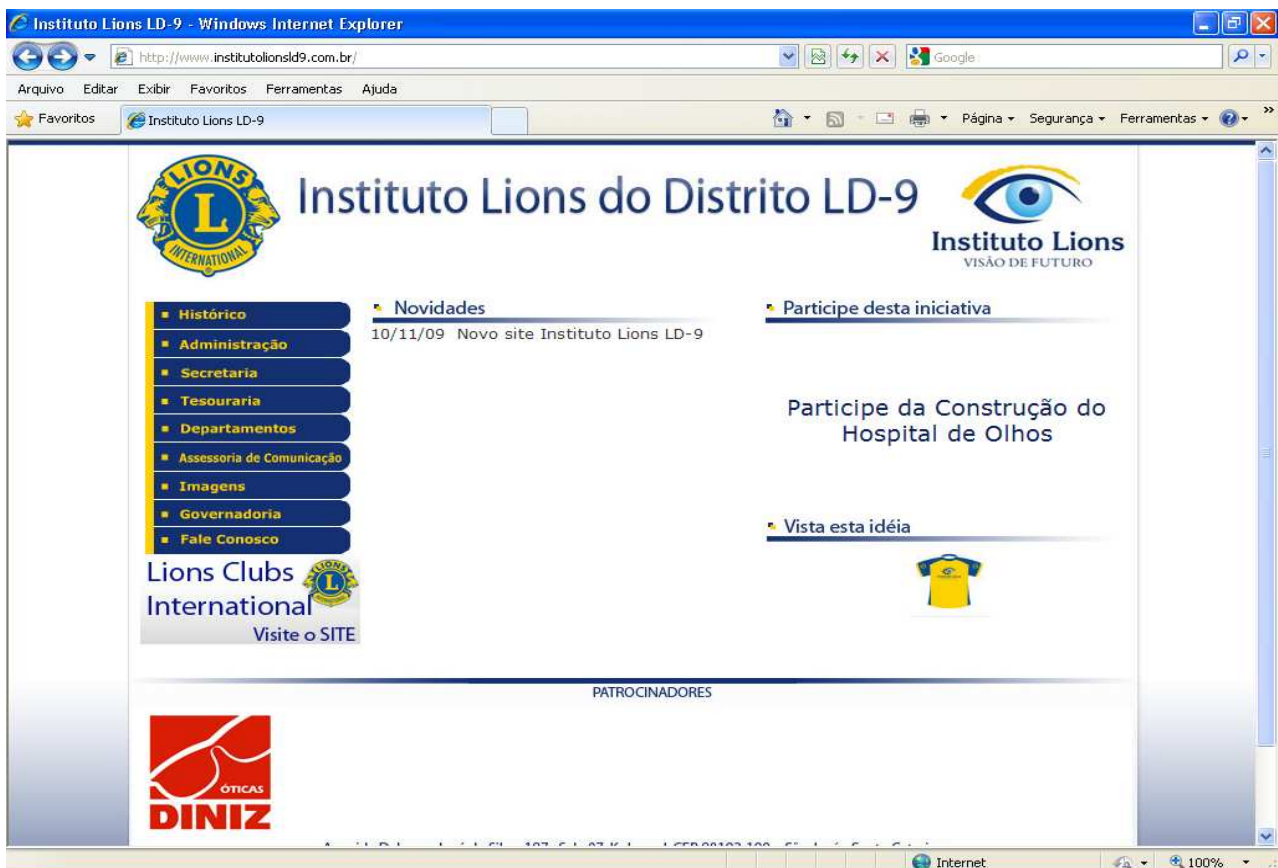 Instituto Lions LD-9 - Windows Internet Explorer
http://www.institutolionsld9.com.br/
Google
Arquivo Editar Exibir Favoritos Ferramentas Ajuda
Favoritos
Instituto Lions LD-9
Página Segurança Ferramentas
LIONS
L
INTERNATIONAL
Instituto Lions do Distrito LD-9
Instituto Lions
VISÃO DE FUTURO
Histórico
Administração
Secretaria
Tesouraria
Departamentos
Assessoria de Comunicação
Imagens
Governadoria
Fale Conosco
Lions Clubs
International
LIONS
L
Visite o SITE
Novidades
10/11/09 Novo site Instituto Lions LD-9
Participe desta iniciativa
Participe da Construção do
Hospital de Olhos
Vista esta idéia
PATROCINADORES
ÓTICAS
DINIZ
Internet
100%